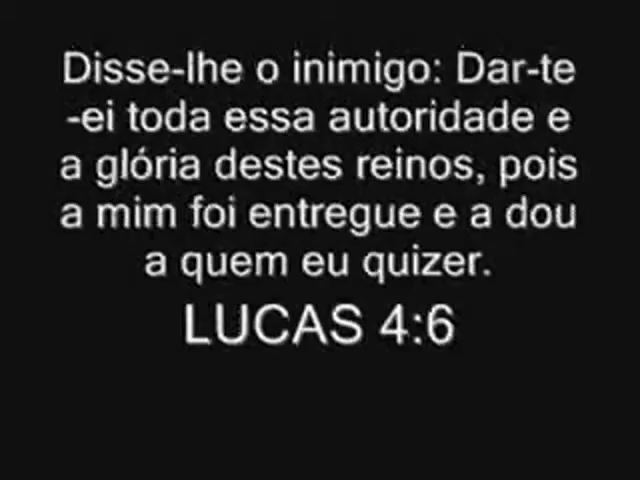 Disse-lhe o inimigo: Dar-te
-ei toda essa autoridade e
a glória destes reinos, pois
a mim foi entregue e a dou
a quem eu quizer.
LUCAS 4:6